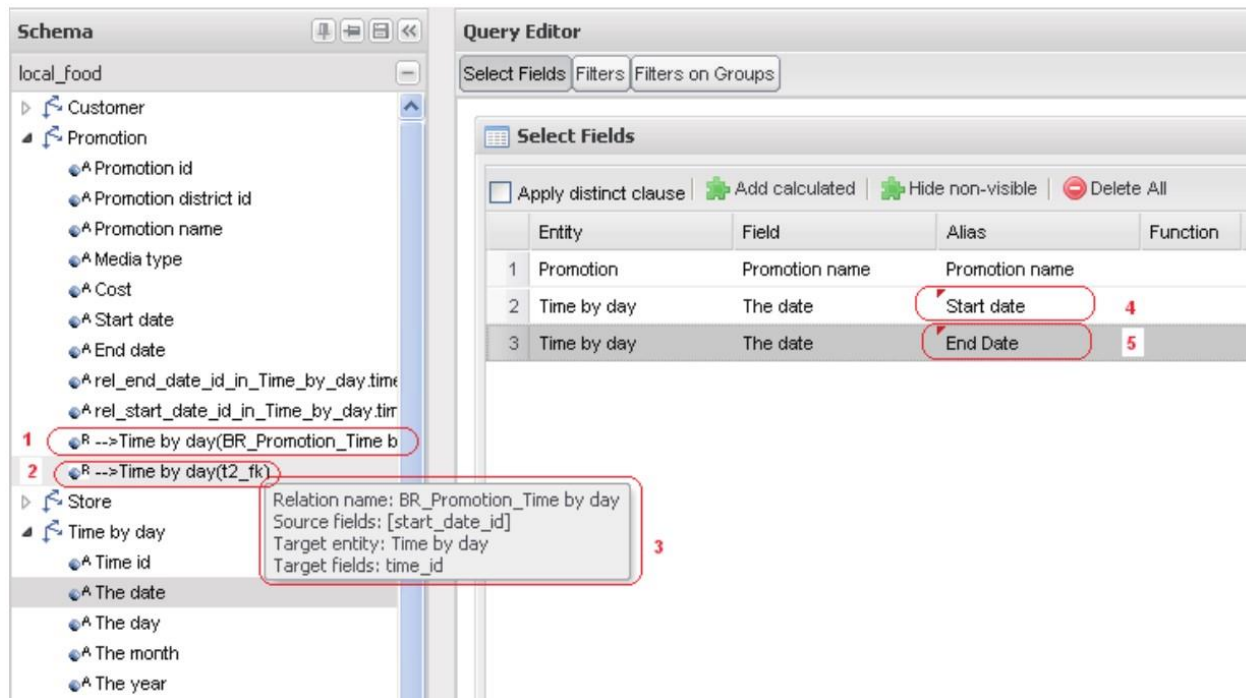 Schema
local_food
Customer
Promotion
A Promotion id
A Promotion district id
A Promotion name
A Media type
A Cost
A Start date
A End date
A rel_end_date_id_in_Time_by_day.time
A rel_start_date_id_in_Time_by_day.tim
1 R -->Time by day(BR_Promotion_Time b
2 R -->Time by day(t2_fk)
Store
Time by day
A Time id
A The date
A The day
A The month
A The year
Relation name: BR_Promotion_Time by day
Source fields: [start_date_id]
Target entity: Time by day
Target fields: time_id
3
Query Editor
Select Fields Filters Filters on Groups
Select Fields
Apply distinct clause Add calculated Hide non-visible Delete All
Entity Field Alias Function
1 Promotion Promotion name Promotion name
2 Time by day The date Start date 4
3 Time by day The date End Date 5